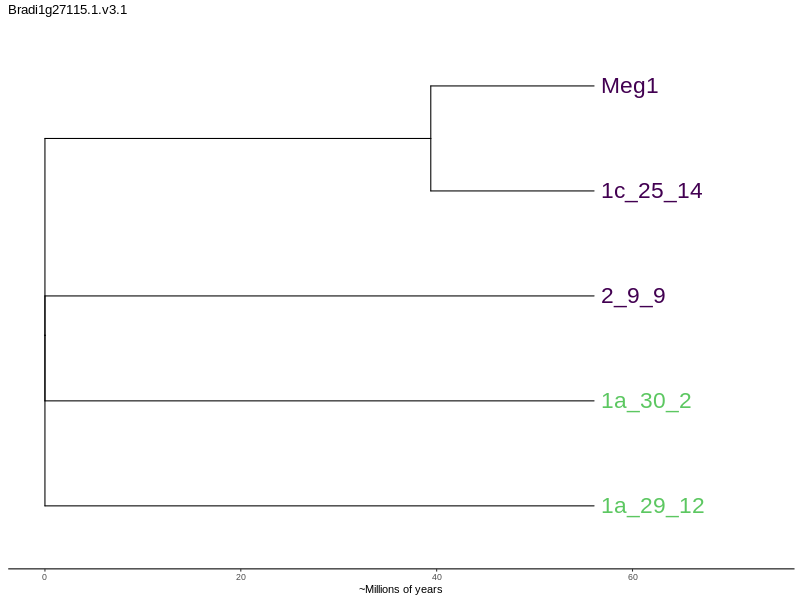 Bradi1g27115.1.v3.1
Meg1
1c_25_14
2_9_9
1a_30_2
1a_29_12
0 20 40 60
~Millions of years